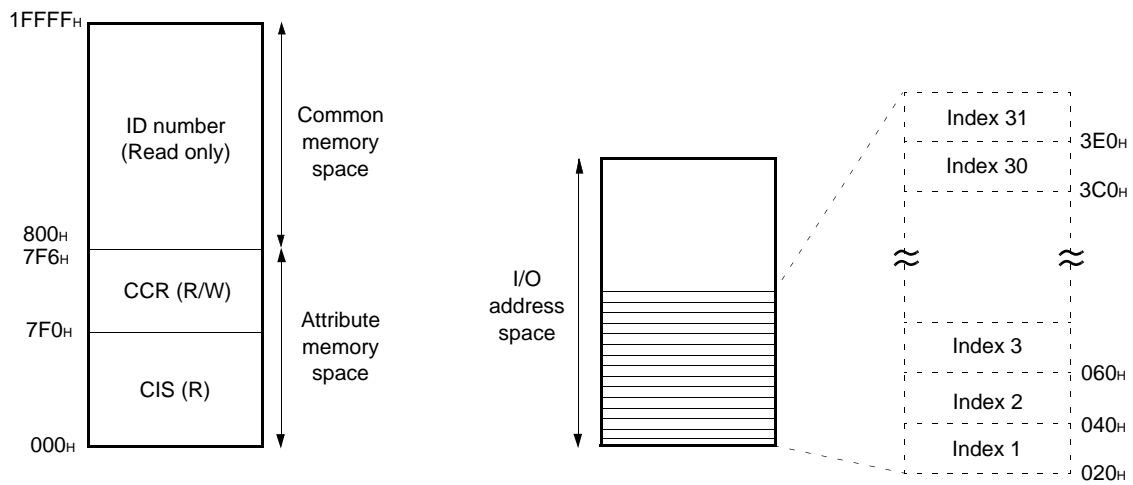 1FFFFH
ID number
(Read only)
Common
memory
space
800H
7F6H
CCR (R/W)
7F0H
Attribute
memory
space
CIS (R)
000H
I/O
address
space
Index 31
3E0H
Index 30
3C0H
≈ ≈
Index 3
060H
Index 2
040H
Index 1
020H